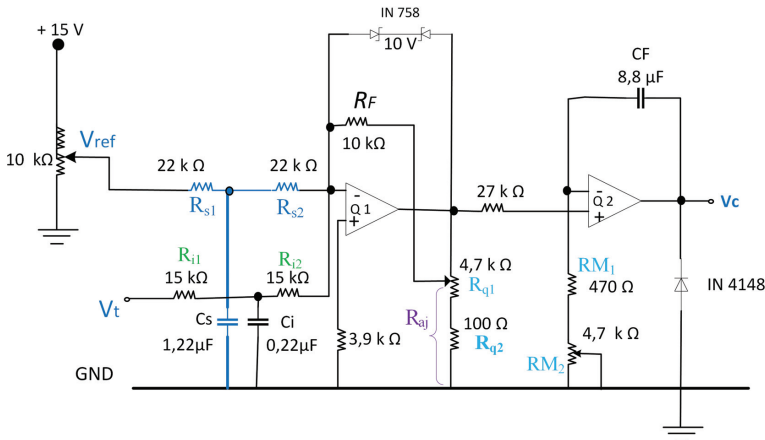 IN 758
+ 15 V
10 V
CF
8,8 µF
RF
10 kΩ
Vref
10 kΩ
22 k Ω
22 k Ω
Rs1
Rs2
-
Q 1
+
27 k Ω
-
Q 2
+
Vc
Ri1
Ri2
15 kΩ
15 kΩ
4,7 k Ω
Rq1
RM1
470 Ω
IN 4148
Vt
Cs
Ci
Raj
1,22µF
0,22µF
3,9 k Ω
100 Ω
Rq2
4,7 k Ω
RM2
GND